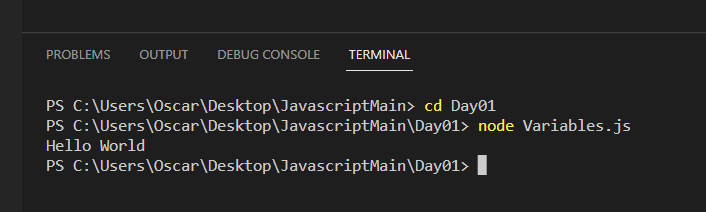 PROBLEMS OUTPUT DEBUG CONSOLE TERMINAL
PS C:\Users\Oscar\Desktop\JavascriptMain> cd Day01
PS C:\Users\Oscar\Desktop\JavascriptMain\Day01> node Variables.js
Hello World
PS C:\Users\Oscar\Desktop\JavascriptMain\Day01>